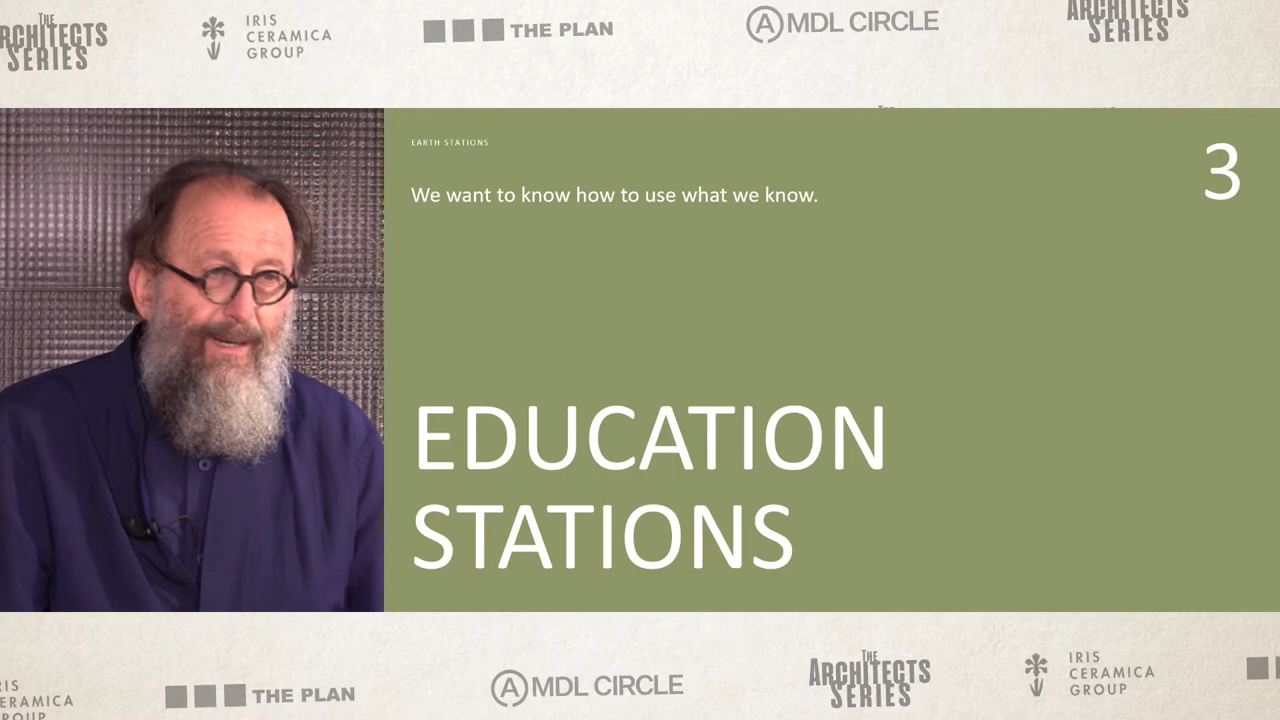 THE
ARCHITECTS
SERIES
IRIS
CERAMICA
GROUP
THE PLAN
A MDL CIRCLE
ARCHITECTS
SERIES
EARTH STATIONS
3
We want to know how to use what we know.
EDUCATION
STATIONS
IRIS
CERAMICA
GROUP
THE PLAN
A MDL CIRCLE
THE
ARCHITECTS
SERIES
IRIS
CERAMICA
GROUP